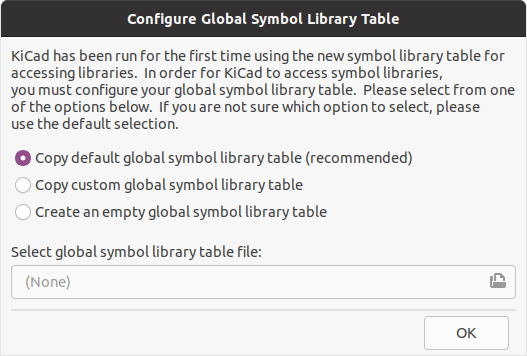 Configure Global Symbol Library Table
KiCad has been run for the first time using the new symbol library table for
accessing libraries.  In order for KiCad to access symbol libraries,
you must configure your global symbol library table.  Please select from one
of the options below.  If you are not sure which option to select, please
use the default selection.
Copy default global symbol library table (recommended)
Copy custom global symbol library table
Create an empty global symbol library table
Select global symbol library table file:
(None)
OK